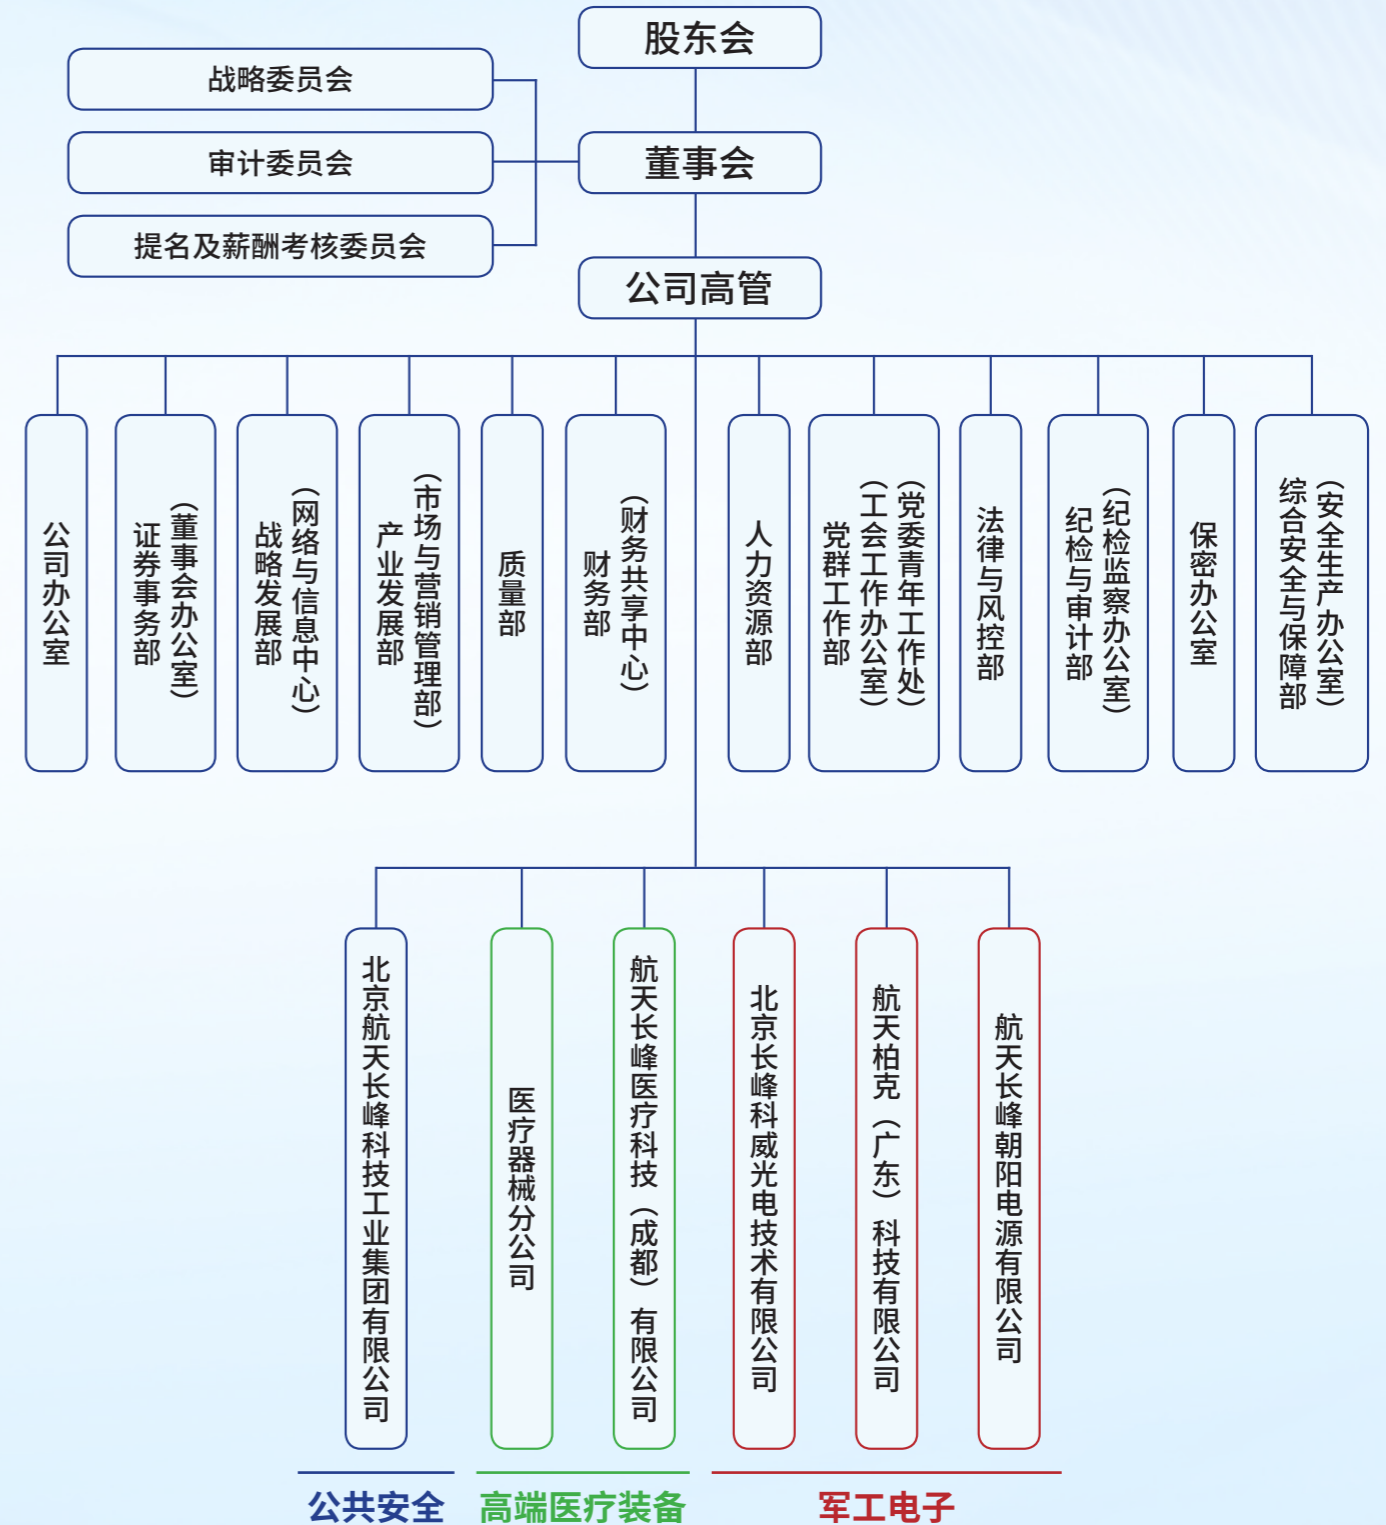 股东会
战略委员会
审计委员会
董事会
提名及薪酬考核委员会
公司高管
公司办公室
证券事务部
（董事会办公室）
战略发展部
（网络与信息中心）
产业发展部
（市场与营销管理部）
质量部
财务部
（财务共享中心）
人力资源部
党群工作部
（工会工作办公室）
（党委青年工作处）
法律与风控部
纪检与审计部
（纪检监察办公室）
保密办公室
综合安全与保障部
（安全生产办公室）
北京航天长峰科技工业集团有限公司
医疗器械分公司
航天长峰医疗科技（成都）有限公司
北京长峰科威光电技术有限公司
航天柏克（广东）科技有限公司
航天长峰朝阳电源有限公司
公共安全
高端医疗装备
军工电子